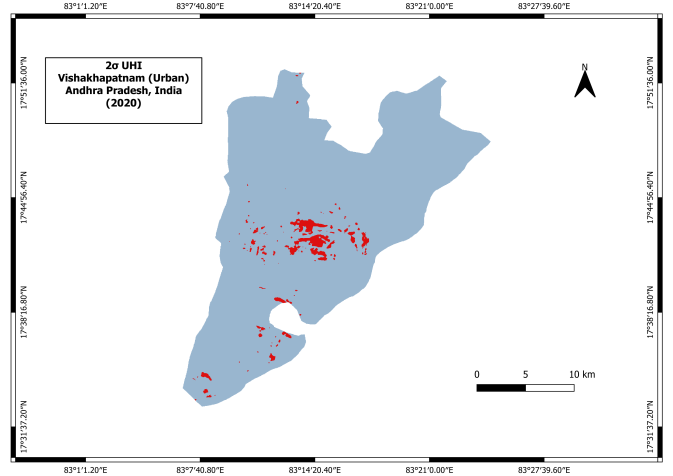 83°1'1.20"E 83°7'40.80"E 83°14'20.40"E 83°21'0.00"E 83°27'39.60"E
2σ UHI
Vishakhapatnam (Urban)
Andhra Pradesh, India
(2020)
N
17°51'36.00"N 17°51'36.00"N
17°44'56.40"N 17°44'56.40"N
17°38'16.80"N 17°38'16.80"N
0 5 10 km
17°31'37.20"N 17°31'37.20"N
83°1'1.20"E 83°7'40.80"E 83°14'20.40"E 83°21'0.00"E 83°27'39.60"E